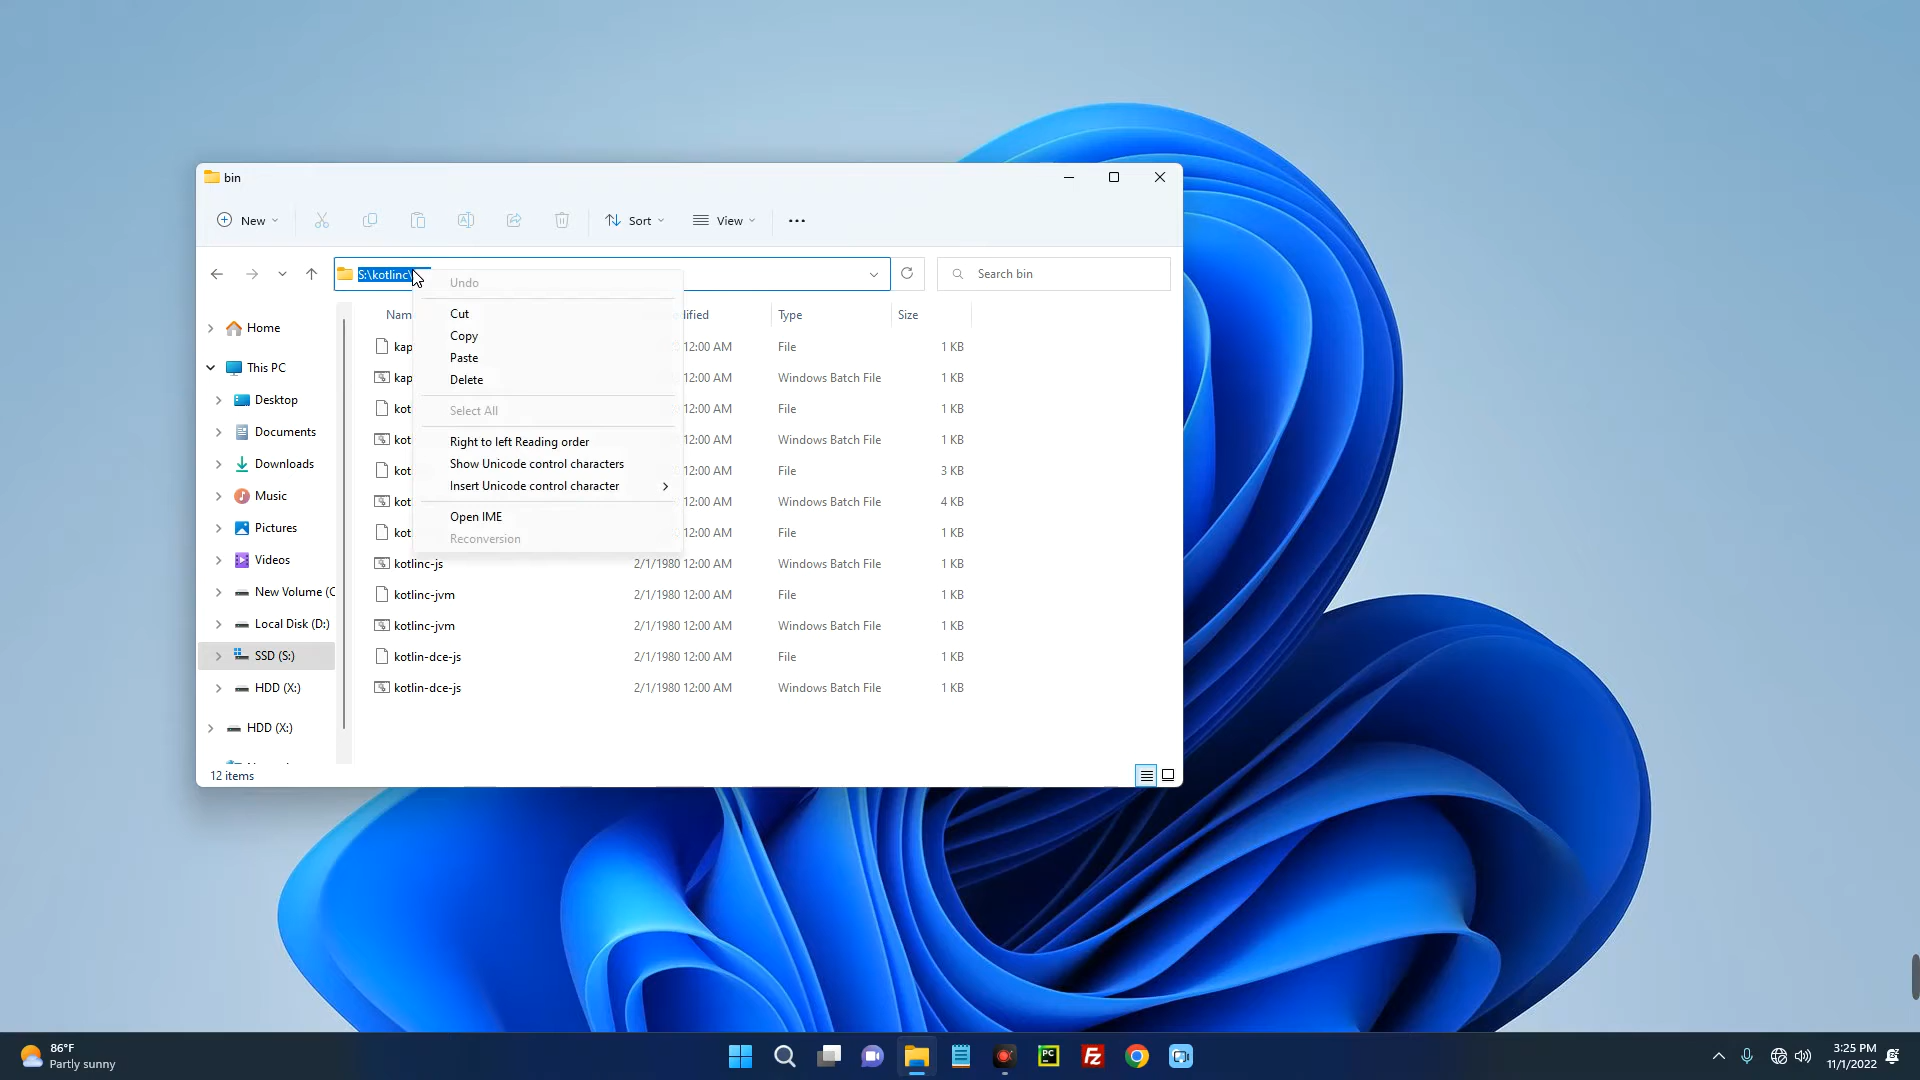 bin
New
Sort
View
S:\kotlinc\
Search bin
Undo
Cut
Copy
Paste
Delete
Select All
Right to left Reading order
Show Unicode control characters
Insert Unicode control character
Open IME
Reconversion
Nam dified Type Size
kap 12:00 AM File 1 KB
kap 12:00 AM Windows Batch File 1 KB
kot 12:00 AM File 1 KB
kot 12:00 AM Windows Batch File 1 KB
kot 12:00 AM File 3 KB
kot 12:00 AM Windows Batch File 4 KB
kot 12:00 AM File 1 KB
kotlinc-js 2/1/1980 12:00 AM Windows Batch File 1 KB
kotlinc-jvm 2/1/1980 12:00 AM File 1 KB
kotlinc-jvm 2/1/1980 12:00 AM Windows Batch File 1 KB
kotlin-dce-js 2/1/1980 12:00 AM File 1 KB
kotlin-dce-js 2/1/1980 12:00 AM Windows Batch File 1 KB
Home
This PC
Desktop
Documents
Downloads
Music
Pictures
Videos
New Volume (C
Local Disk (D:)
SSD (S:)
HDD (X:)
HDD (X:)
12 items
86°F
Partly sunny
PC
FZ
3:25 PM
11/1/2022